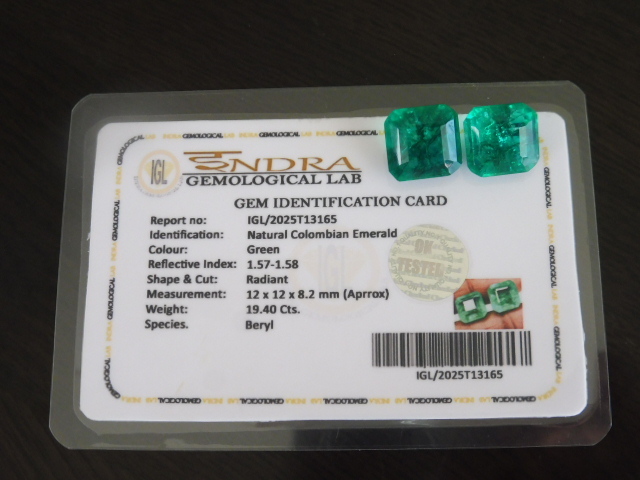 IGL
INDRA
GEMOLOGICAL LAB
GEM IDENTIFICATION CARD
Report no: IGL/2025T13165
Identification: Natural Colombian Emerald
Colour: Green
Reflective Index: 1.57-1.58
Shape & Cut: Radiant
Measurement: 12 x 12 x 8.2 mm (Aprrox)
Weight: 19.40 Cts.
Species. Beryl
TESTED
IGL/2025T13165